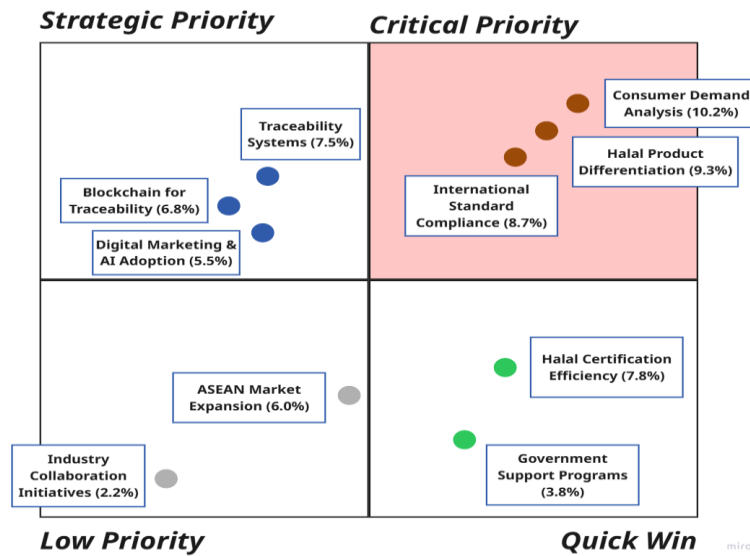 Strategic Priority
Critical Priority
Consumer Demand
Analysis (10.2%)
Traceability
Systems (7.5%)
Halal Product
Differentiation (9.3%)
Blockchain for
Traceability (6.8%)
International
Standard
Compliance (8.7%)
Digital Marketing &
AI Adoption (5.5%)
Halal Certification
Efficiency (7.8%)
ASEAN Market
Expansion (6.0%)
Industry
Collaboration
Initiatives (2.2%)
Government
Support Programs
(3.8%)
Low Priority
Quick Win
miro